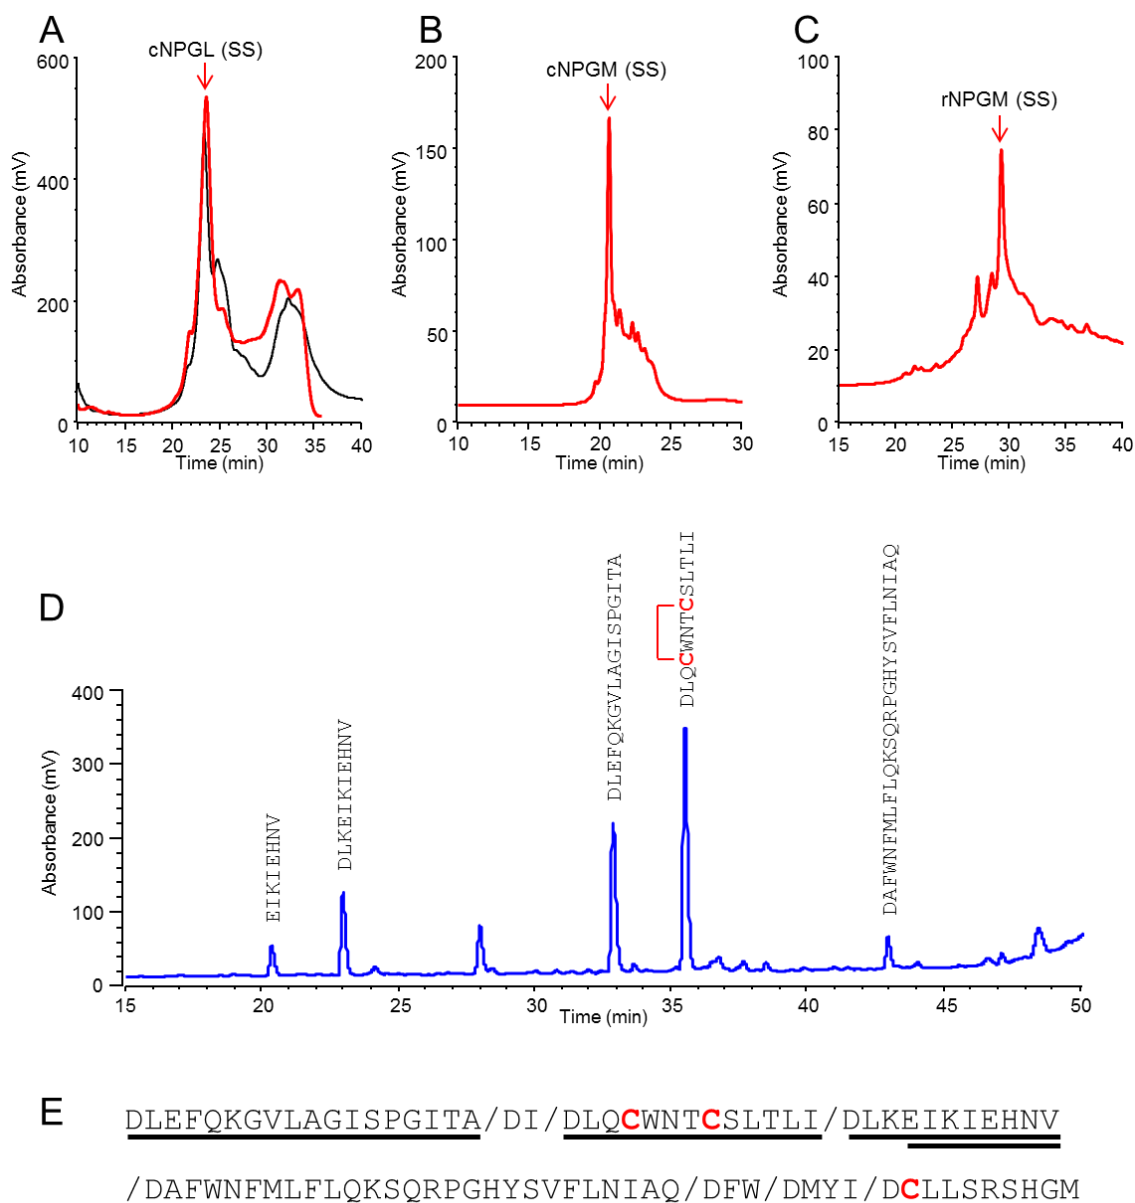 A
cNPGL (SS)
600
400
200
0
Absorbance (mV)
10 15 20 25 30 35 40
Time (min)
B
cNPGM (SS)
200
150
100
50
0
Absorbance (mV)
10 15 20 25 30
Time (min)
C
rNPGM (SS)
100
80
60
40
20
0
Absorbance (mV)
15 20 25 30 35 40
Time (min)
D
EIKIEHNV
DLKEIKIEHNV
DLEFQKGVLAGISPGITA
DLQCWNTCSLTLI
DAFWNFMLFLQKSQRPGHYSVFLNIAQ
400
300
200
100
0
Absorbance (mV)
15 20 25 30 35 40 45 50
Time (min)
E
DLEFQKGVLAGISPGITA/DI/DLQCWNTCSLTLI/DLKEIKIEHNV
/DAFWNFMLFLQKSQRPGHYSVFLNIAQ/DFW/DMYI/DCLLSRSHGM